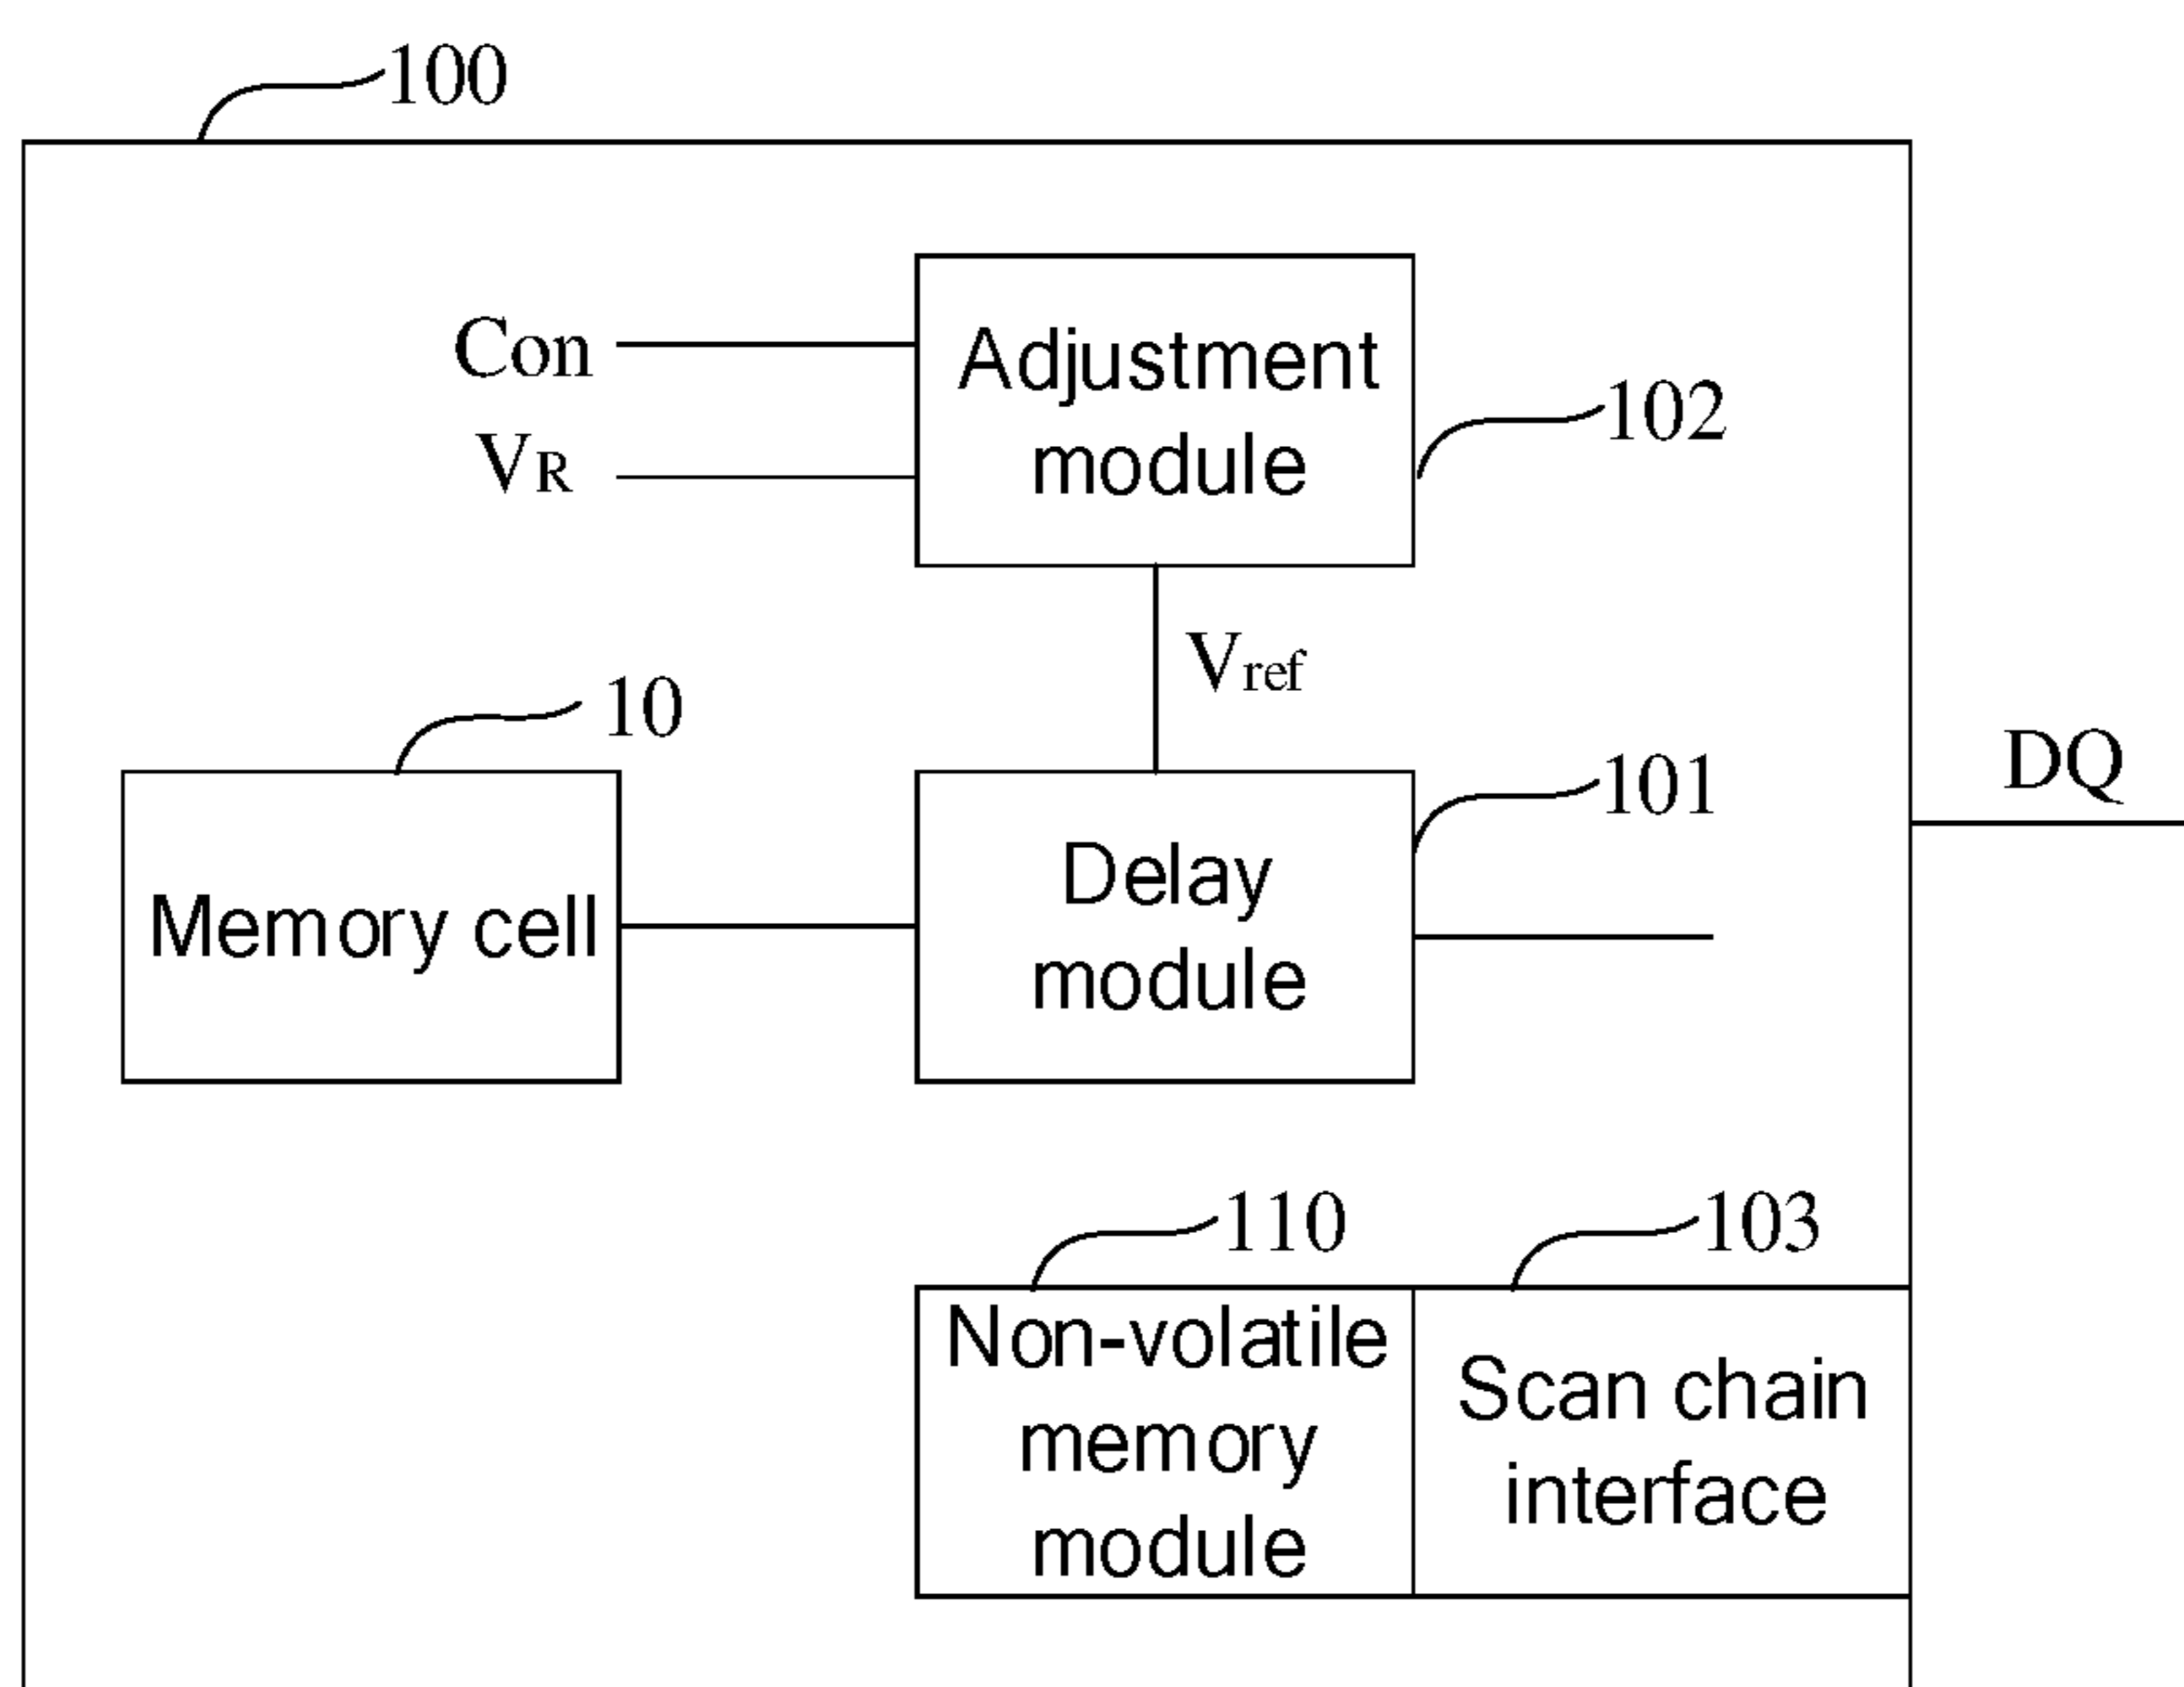 100
Con
VR
Adjustment
module
102
Vref
10
101
DQ
Memory cell
Delay
module
110
103
Non-volatile
memory
module
Scan chain
interface